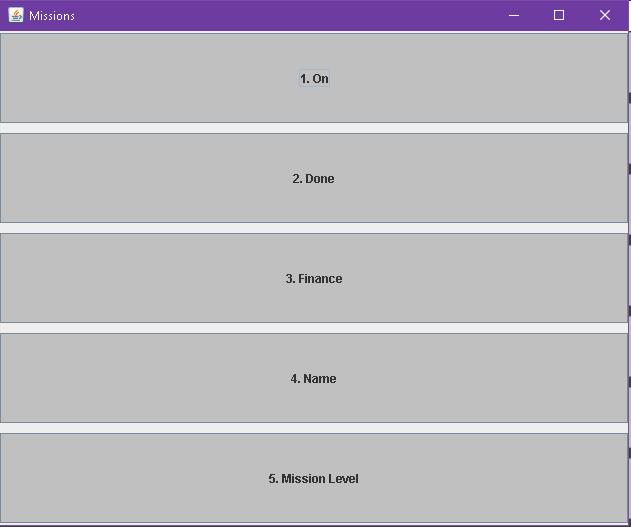 Missions
1. On
2. Done
3. Finance
4. Name
5. Mission Level